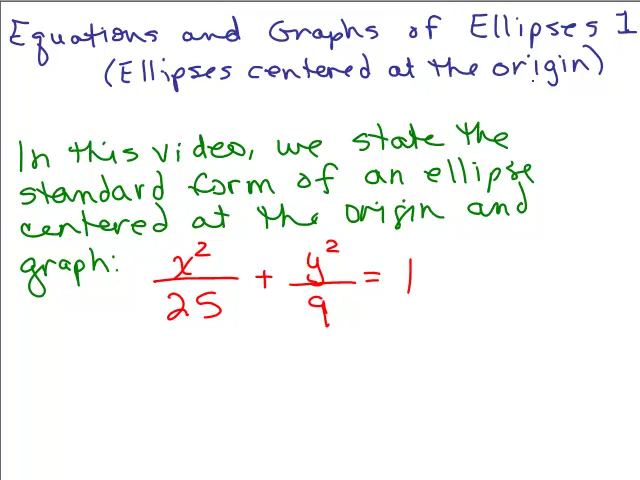 Equations and Graphs of Ellipses 1
(Ellipses centered at the origin)
In this video, we state the
standard form of an ellipse
centered at the origin and
graph: x²/25 + y²/9 = 1